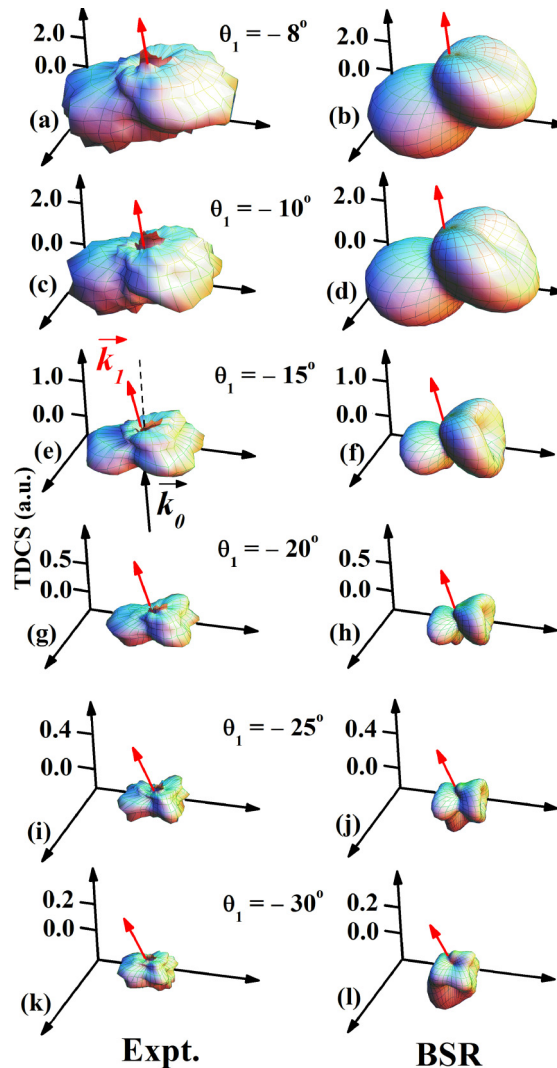 2.0
0.0
(a)
θ₁ = − 8°
2.0
0.0
(b)
2.0
0.0
(c)
θ₁ = − 10°
2.0
0.0
(d)
1.0
0.0
(e)
k₁
k₀
θ₁ = − 15°
1.0
0.0
(f)
TDCS (a.u.)
0.5
0.0
(g)
θ₁ = − 20°
0.5
0.0
(h)
0.4
0.0
(i)
θ₁ = − 25°
0.4
0.0
(j)
0.2
0.0
(k)
θ₁ = − 30°
0.2
0.0
(l)
Expt. BSR